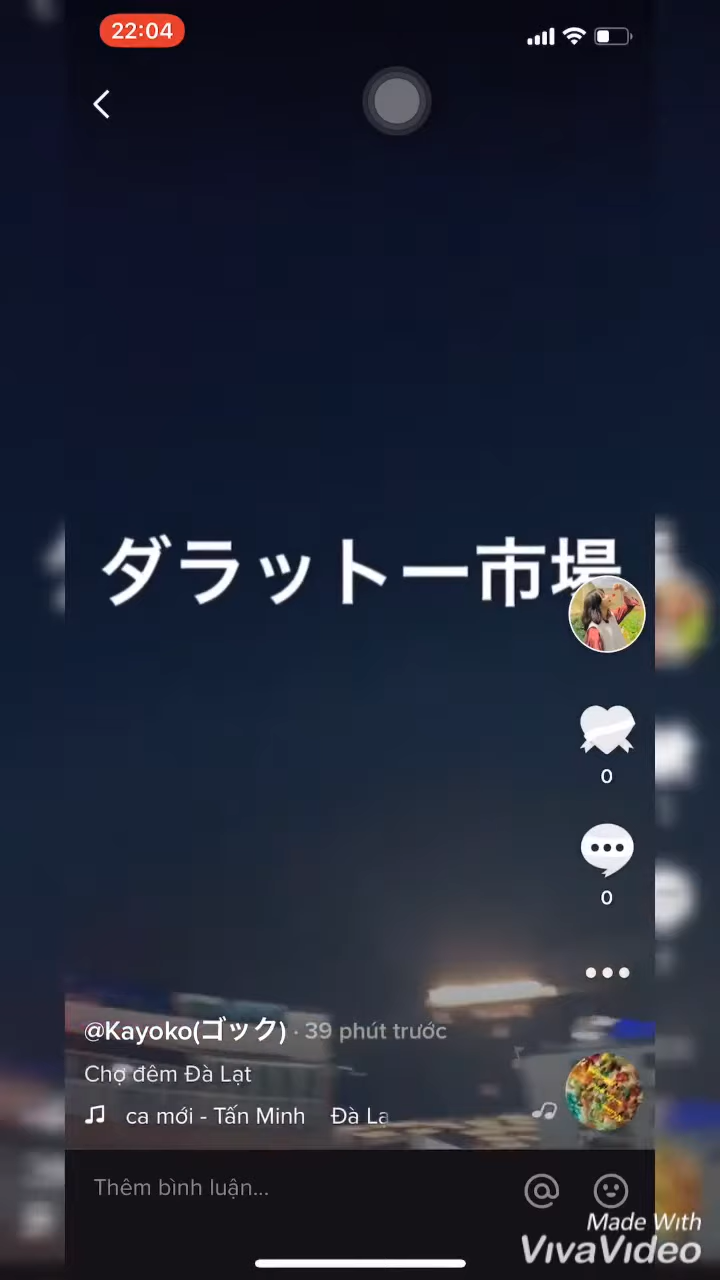 22:04
ダラットー市場
0
0
@Kayoko(ゴック) · 39 phút trước
Chợ đêm Đà Lạt
ca mới - Tấn Minh Đà La
Thêm bình luận...
Made With
VivaVideo